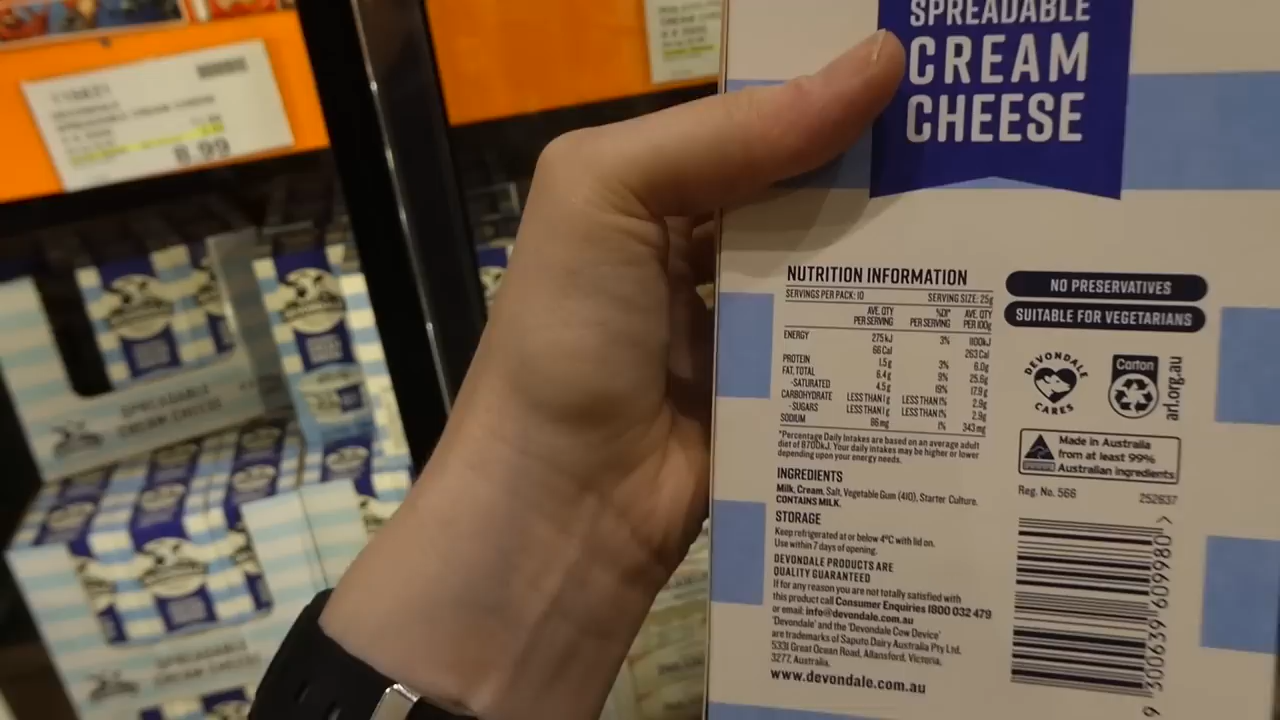 SPREADABLE
CREAM
CHEESE
8.99
SPREADABLE
CREAM CHEESE
NUTRITION INFORMATION
SERVINGS PER PACK: 10 SERVING SIZE: 25g
AVE. QTY PER SERVING %DI* PER SERVING AVE. QTY PER 100g
ENERGY 275kJ 3% 1100kJ
66Cal 263Cal
PROTEIN 1.5g 3% 6.0g
FAT, TOTAL 6.4g 9% 25.6g
-SATURATED 4.5g 19% 17.9g
CARBOHYDRATE LESS THAN 1g LESS THAN 1% 2.9g
-SUGARS LESS THAN 1g LESS THAN 1% 2.9g
SODIUM 86mg 1% 343mg
*Percentage Daily Intakes are based on an average adult
diet of 8700kJ. Your daily intakes may be higher or lower
depending upon your energy needs.
INGREDIENTS
Milk, Cream, Salt, Vegetable Gum (410), Starter Culture.
CONTAINS MILK.
STORAGE
Keep refrigerated at or below 4°C with lid on.
Use within 7 days of opening.
DEVONDALE PRODUCTS ARE
QUALITY GUARANTEED
If for any reason you are not totally satisfied with
this product call Consumer Enquiries 1800 032 479
or email: info@devondale.com.au
'Devondale' and the 'Devondale Cow Device'
are trademarks of Saputo Dairy Australia Pty Ltd.
5331 Great Ocean Road, Allansford, Victoria,
3277, Australia.
www.devondale.com.au
NO PRESERVATIVES
SUITABLE FOR VEGETARIANS
DEVONDALE
CARES
Carton
arl.org.au
Made in Australia
from at least 99%
Australian ingredients
Reg. No. 566 252637
9 300639 609980 >